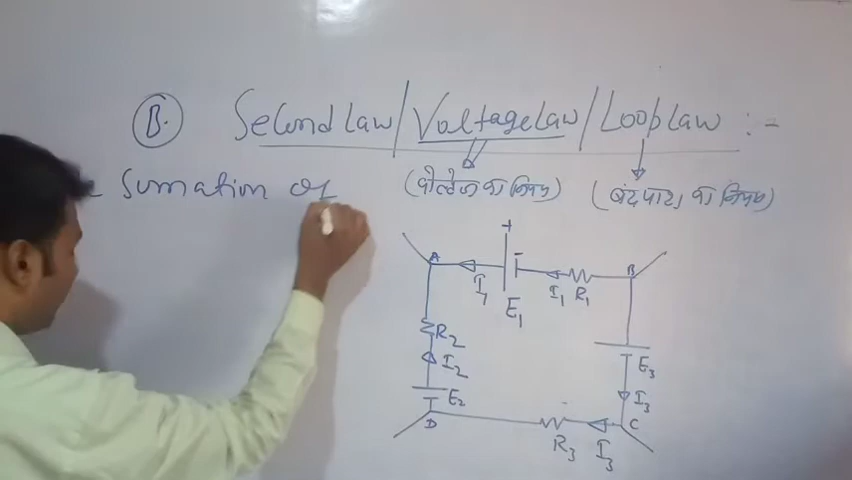 B. Second Law / Voltage Law / Loop Law :-
Sumation of
(वोल्टेज का नियम) (बंद पाश का नियम)
+ -
A I1 E1 I1 R1 B
R2
I2
E2
D
E3
I3
C
R3 I3